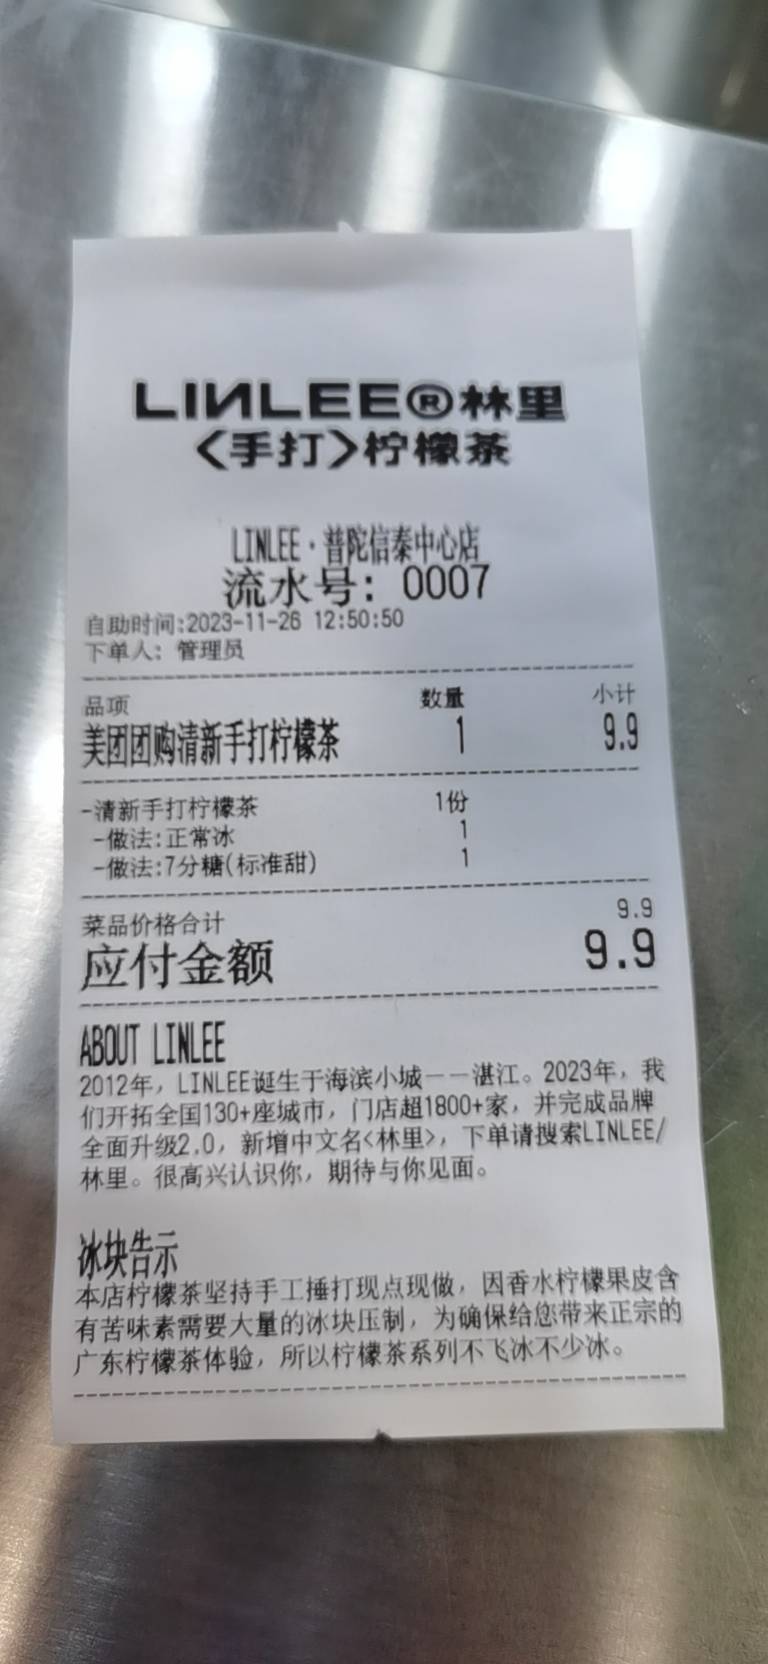 LINLEE®林里
<手打>柠檬茶
LINLEE·普陀信泰中心店
流水号: 0007
自助时间:2023-11-26 12:50:50
下单人: 管理员
品项 数量 小计
美团团购清新手打柠檬茶 1 9.9
-清新手打柠檬茶 1份
-做法:正常冰 1
-做法:7分糖(标准甜) 1
菜品价格合计 9.9
应付金额 9.9
ABOUT LINLEE
2012年，LINLEE诞生于海滨小城——湛江。2023年，我
们开拓全国130+座城市，门店超1800+家，并完成品牌
全面升级2.0，新增中文名<林里>，下单请搜索LINLEE/
林里。很高兴认识你，期待与你见面。
冰块告示
本店柠檬茶坚持手工捶打现点现做，因香水柠檬果皮含
有苦味素需要大量的冰块压制，为确保给您带来正宗的
广东柠檬茶体验，所以柠檬茶系列不飞冰不少冰。